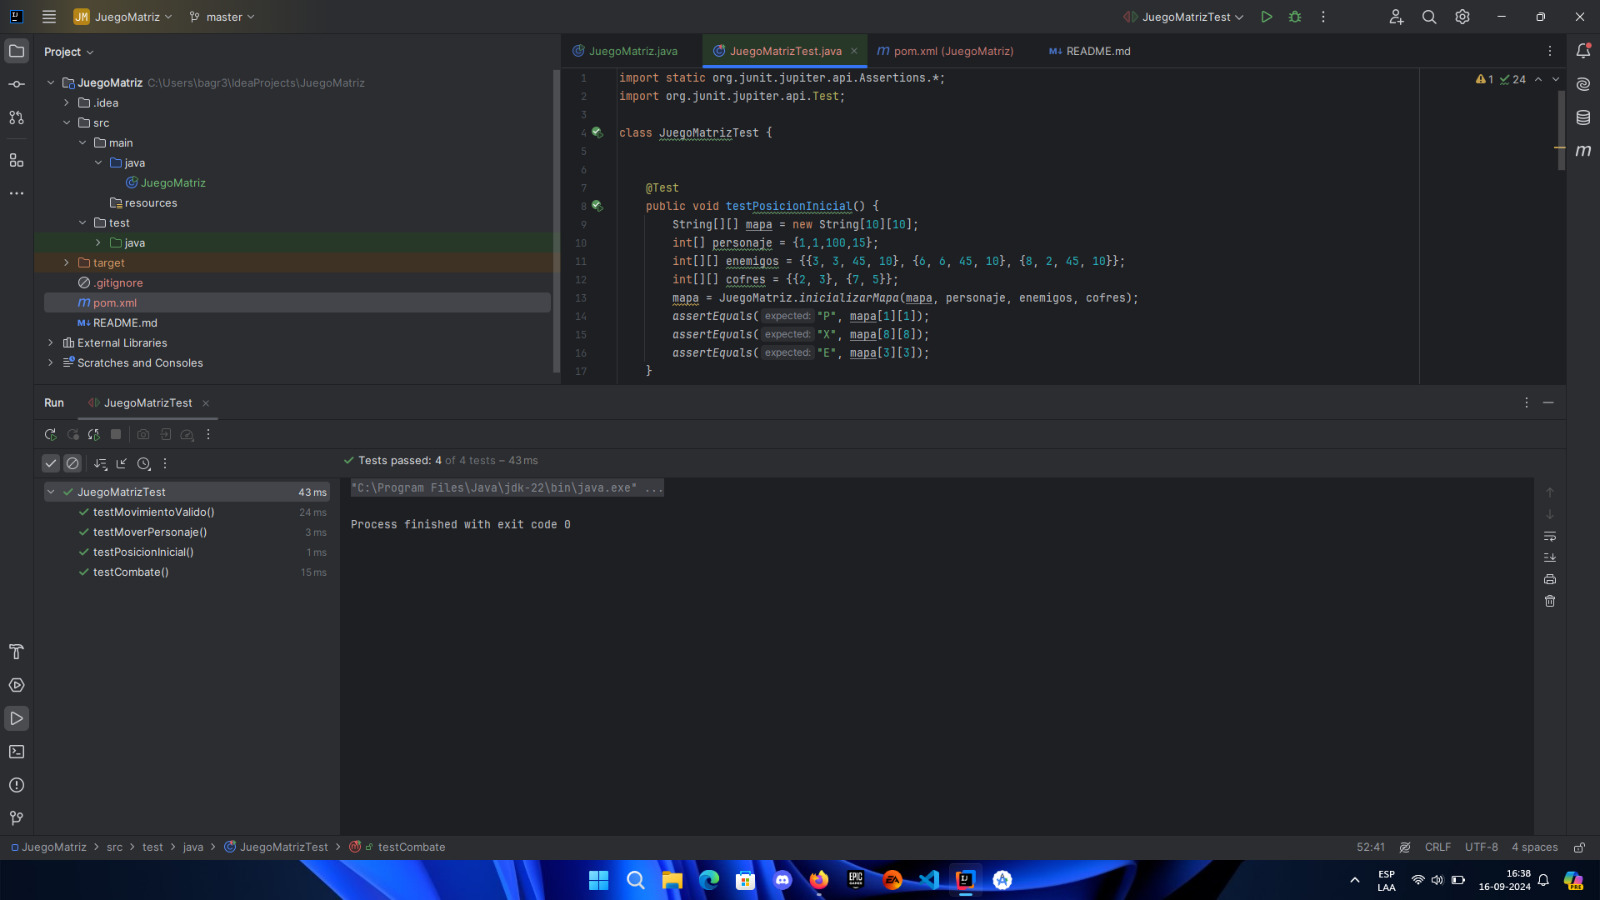 JM JuegoMatriz master JuegoMatrizTest
Project
JuegoMatriz C:\Users\bagr3\IdeaProjects\JuegoMatriz
.idea
src
main
java
JuegoMatriz
resources
test
java
target
.gitignore
pom.xml
README.md
External Libraries
Scratches and Consoles
JuegoMatriz.java JuegoMatrizTest.java pom.xml (JuegoMatriz) README.md
1 import static org.junit.jupiter.api.Assertions.*;
1 24
2 import org.junit.jupiter.api.Test;
3
4 class JuegoMatrizTest {
5
6
7 @Test
8 public void testPosicionInicial() {
9 String[][] mapa = new String[10][10];
10 int[] personaje = {1,1,100,15};
11 int[][] enemigos = {{3, 3, 45, 10}, {6, 6, 45, 10}, {8, 2, 45, 10}};
12 int[][] cofres = {{2, 3}, {7, 5}};
13 mapa = JuegoMatriz.inicializarMapa(mapa, personaje, enemigos, cofres);
14 assertEquals( expected: "P", mapa[1][1]);
15 assertEquals( expected: "X", mapa[8][8]);
16 assertEquals( expected: "E", mapa[3][3]);
17 }
Run JuegoMatrizTest
Tests passed: 4 of 4 tests – 43 ms
JuegoMatrizTest 43 ms
testMovimientoValido() 24 ms
testMoverPersonaje() 3 ms
testPosicionInicial() 1 ms
testCombate() 15 ms
"C:\Program Files\Java\jdk-22\bin\java.exe" ...
Process finished with exit code 0
JuegoMatriz > src > test > java > JuegoMatrizTest > testCombate
52:41 CRLF UTF-8 4 spaces
EPIC GAMES
EA
ESP
LAA
16:38
16-09-2024
PRE